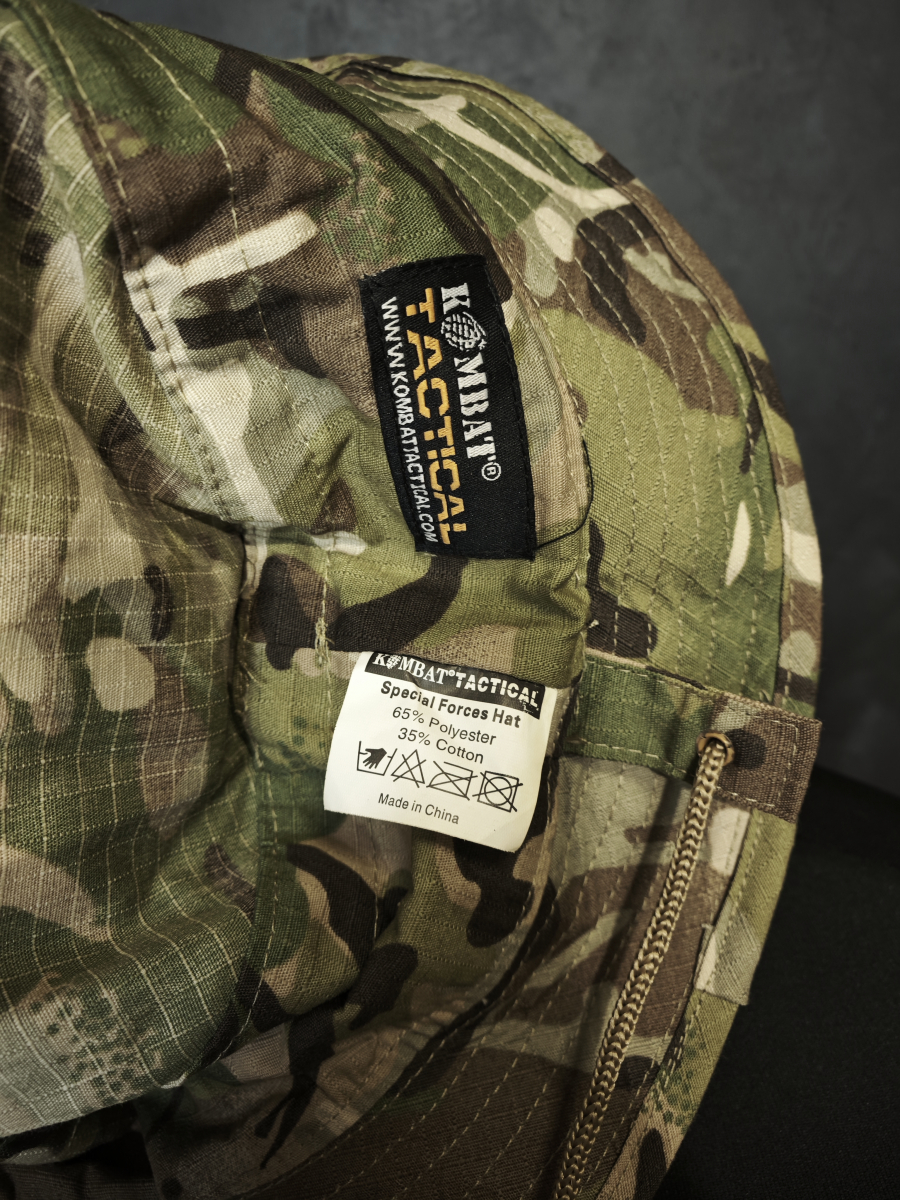 KOMBAT®
TACTICAL
WWW.KOMBATTACTICAL.COM
KOMBAT® TACTICAL
Special Forces Hat
65% Polyester
35% Cotton
Made in China